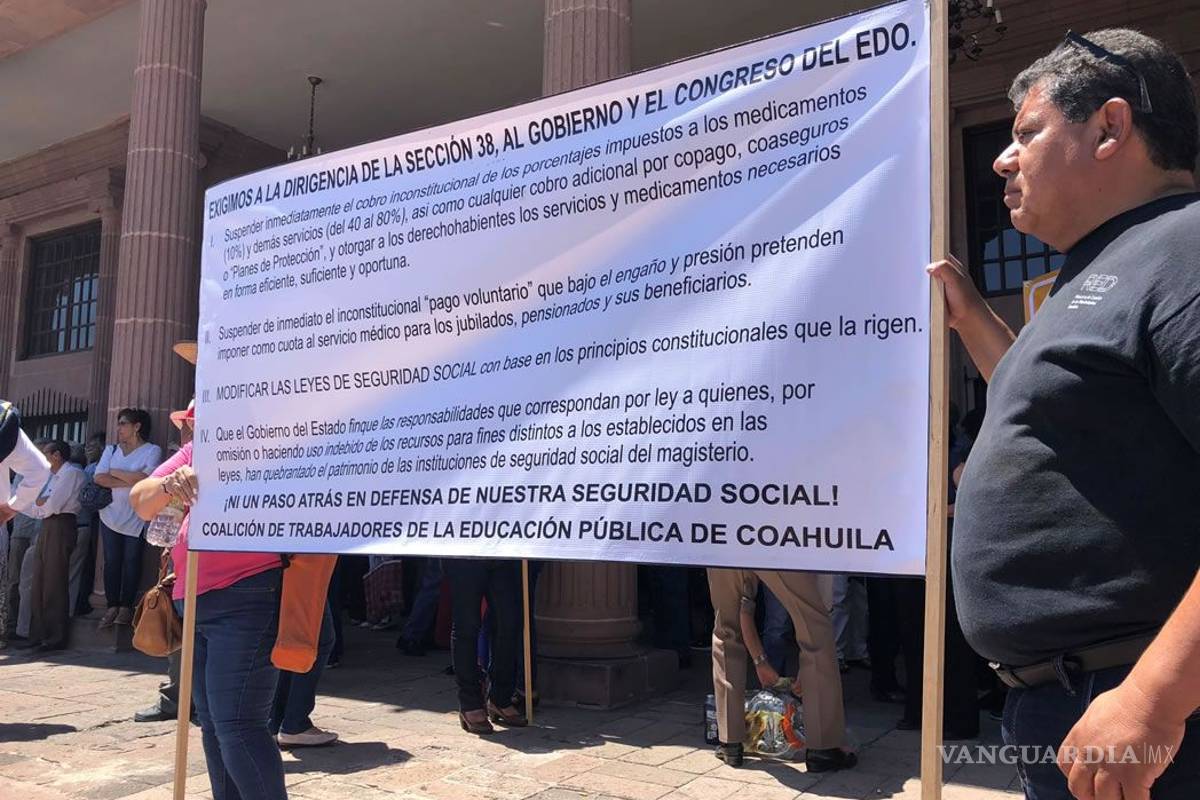 EXIGIMOS A LA DIRIGENCIA DE LA SECCIÓN 38, AL GOBIERNO Y EL CONGRESO DEL EDO.
I. Suspender inmediatamente el cobro inconstitucional de los porcentajes impuestos a los medicamentos
(10%) y demás servicios (del 40 al 80%), asi como cualquier cobro adicional por copago, coaseguros
o “Planes de Protección”, y otorgar a los derechohabientes los servicios y medicamentos necesarios
en forma eficiente, suficiente y oportuna.
II. Suspender de inmediato el inconstitucional “pago voluntario” que bajo el engaño y presión pretenden
imponer como cuota al servicio médico para los jubilados, pensionados y sus beneficiarios.
III. MODIFICAR LAS LEYES DE SEGURIDAD SOCIAL con base en los principios constitucionales que la rigen.
IV. Que el Gobierno del Estado finque las responsabilidades que correspondan por ley a quienes, por
omisión o haciendo uso indebido de los recursos para fines distintos a los establecidos en las
leyes, han quebrantado el patrimonio de las instituciones de seguridad social del magisterio.
¡NI UN PASO ATRÁS EN DEFENSA DE NUESTRA SEGURIDAD SOCIAL!
COALICIÓN DE TRABAJADORES DE LA EDUCACIÓN PÚBLICA DE COAHUILA
RED
VANGUARDIA|MX